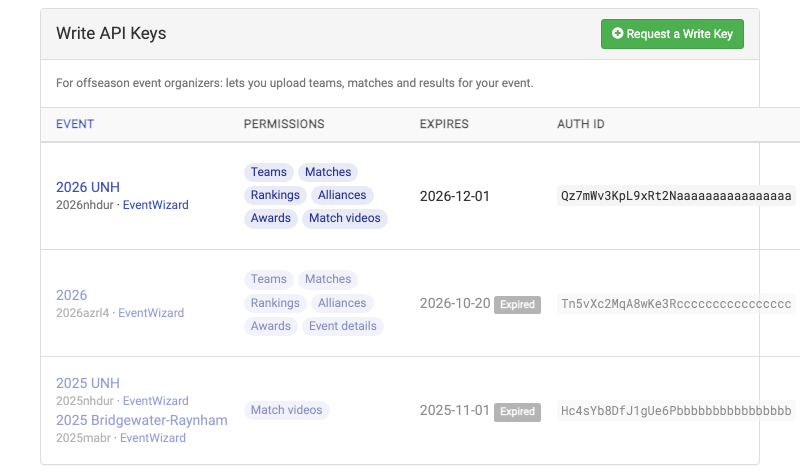 Write API Keys
Request a Write Key
For offseason event organizers: lets you upload teams, matches and results for your event.
EVENT PERMISSIONS EXPIRES AUTH ID
2026 UNH
2026nhdur · EventWizard
Teams Matches
Rankings Alliances
Awards Match videos
2026-12-01
Qz7mWv3KpL9xRt2Naaaaaaaaaaaaaaaa
2026
2026azrl4 · EventWizard
Teams Matches
Rankings Alliances
Awards Event details
2026-10-20 Expired
Tn5vXc2MqA8wKe3Rcccccccccccccccc
2025 UNH
2025nhdur · EventWizard
2025 Bridgewater-Raynham
2025mabr · EventWizard
Match videos
2025-11-01 Expired
Hc4sYb8DfJ1gUe6Pbbbbbbbbbbbbbbbb